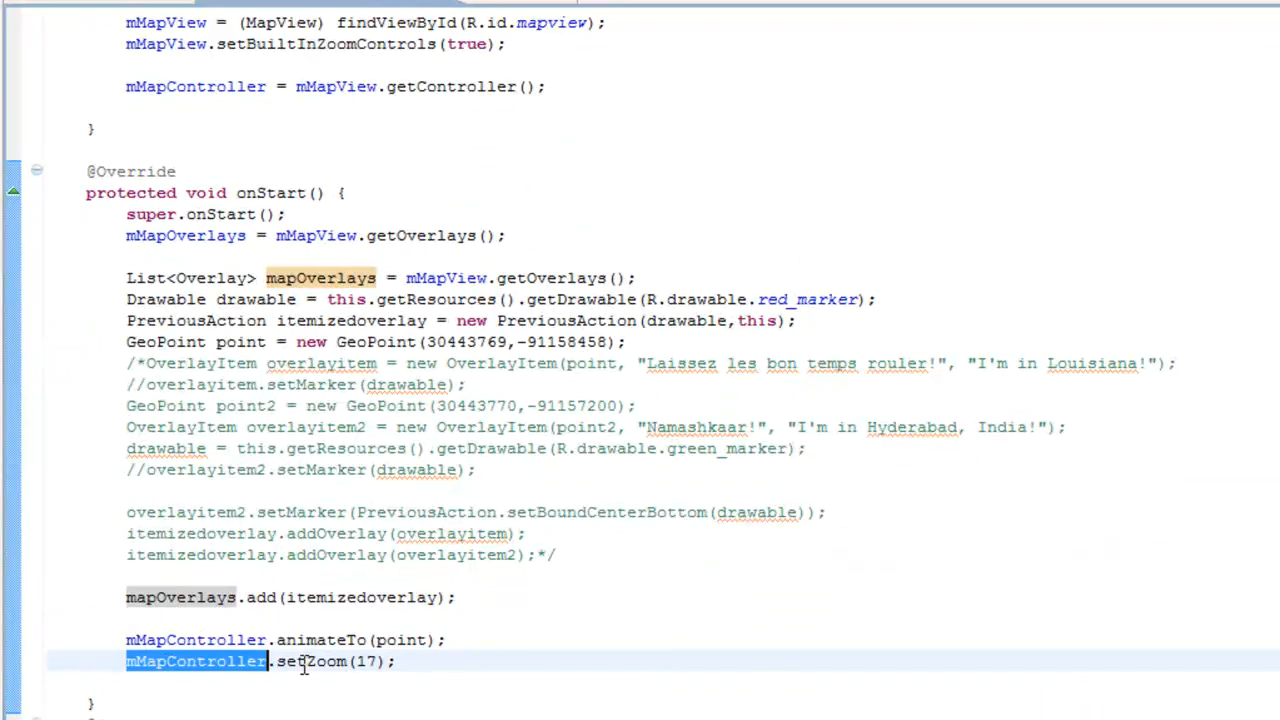 mMapView = (MapView) findViewById(R.id.mapview);
mMapView.setBuiltInZoomControls(true);
mMapController = mMapView.getController();
}
@Override
protected void onStart() {
super.onStart();
mMapOverlays = mMapView.getOverlays();
List<Overlay> mapOverlays = mMapView.getOverlays();
Drawable drawable = this.getResources().getDrawable(R.drawable.red_marker);
PreviousAction itemizedoverlay = new PreviousAction(drawable,this);
GeoPoint point = new GeoPoint(30443769,-91158458);
/*OverlayItem overlayitem = new OverlayItem(point, "Laissez les bon temps rouler!", "I'm in Louisiana!");
//overlayitem.setMarker(drawable);
GeoPoint point2 = new GeoPoint(30443770,-91157200);
OverlayItem overlayitem2 = new OverlayItem(point2, "Namashkaar!", "I'm in Hyderabad, India!");
drawable = this.getResources().getDrawable(R.drawable.green_marker);
//overlayitem2.setMarker(drawable);
overlayitem2.setMarker(PreviousAction.setBoundCenterBottom(drawable));
itemizedoverlay.addOverlay(overlayitem);
itemizedoverlay.addOverlay(overlayitem2);*/
mapOverlays.add(itemizedoverlay);
mMapController.animateTo(point);
mMapController.setZoom(17);
}